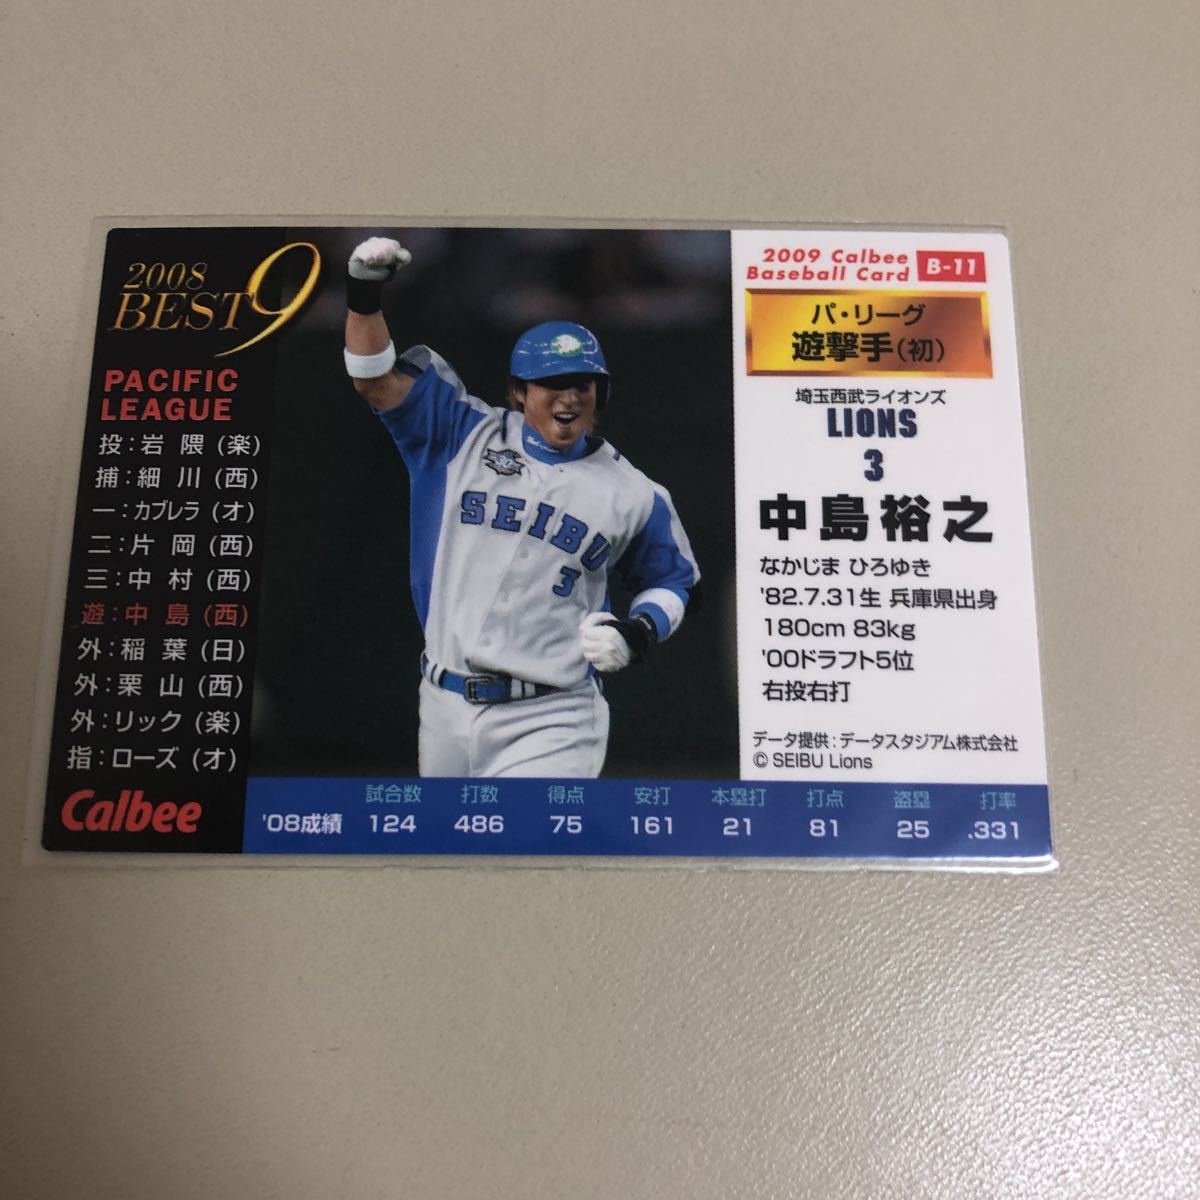 2008
BEST 9
PACIFIC
LEAGUE
投:岩 隈 (楽)
捕:細 川 (西)
一:カブレラ (オ)
二:片 岡 (西)
三:中 村 (西)
遊:中 島 (西)
外:稲 葉 (日)
外:栗 山 (西)
外:リック (楽)
指:ローズ (オ)
Calbee
SEIBU
3
2009 Calbee
Baseball Card
B-11
パ・リーグ
遊撃手(初)
埼玉西武ライオンズ
LIONS
3
中島裕之
なかじま ひろゆき
'82.7.31生 兵庫県出身
180cm 83kg
'00ドラフト5位
右投右打
データ提供:データスタジアム株式会社
© SEIBU Lions
試合数 打数 得点 安打 本塁打 打点 盗塁 打率
'08成績 124 486 75 161 21 81 25 .331